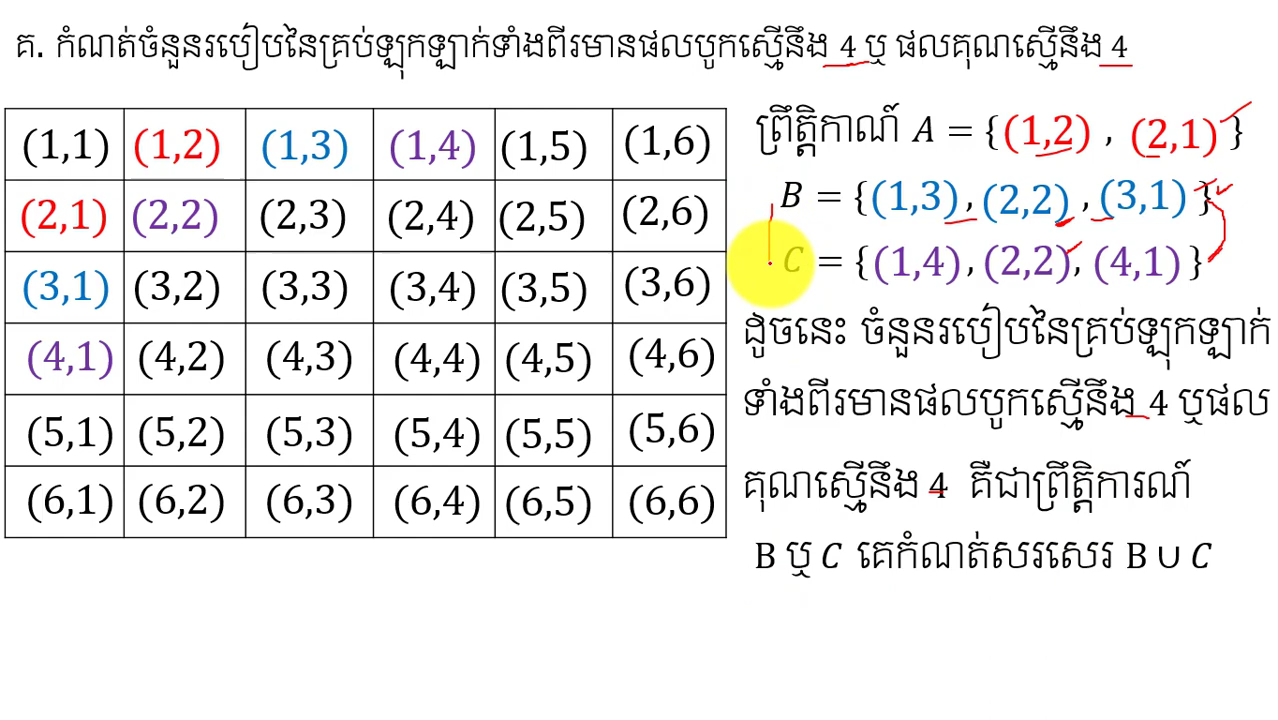 គ. កំណត់ចំនួនរបៀបនៃគ្រប់ឡុកឡាក់ទាំងពីរមានផលបូកស្មើនឹង 4 ឬ ផលគុណស្មើនឹង 4
(1,1) (1,2) (1,3) (1,4) (1,5) (1,6)
(2,1) (2,2) (2,3) (2,4) (2,5) (2,6)
(3,1) (3,2) (3,3) (3,4) (3,5) (3,6)
(4,1) (4,2) (4,3) (4,4) (4,5) (4,6)
(5,1) (5,2) (5,3) (5,4) (5,5) (5,6)
(6,1) (6,2) (6,3) (6,4) (6,5) (6,6)
ព្រឹត្តិកាណ៍ A = {(1,2) , (2,1) }
B = {(1,3) , (2,2) , (3,1) }
C = {(1,4) , (2,2) , (4,1) }
ដូចនេះ ចំនួនរបៀបនៃគ្រប់ឡុកឡាក់
ទាំងពីរមានផលបូកស្មើនឹង 4 ឬផល
គុណស្មើនឹង 4 គឺជាព្រឹត្តិការណ៍
B ឬ C គេកំណត់សរសេរ B ∪ C